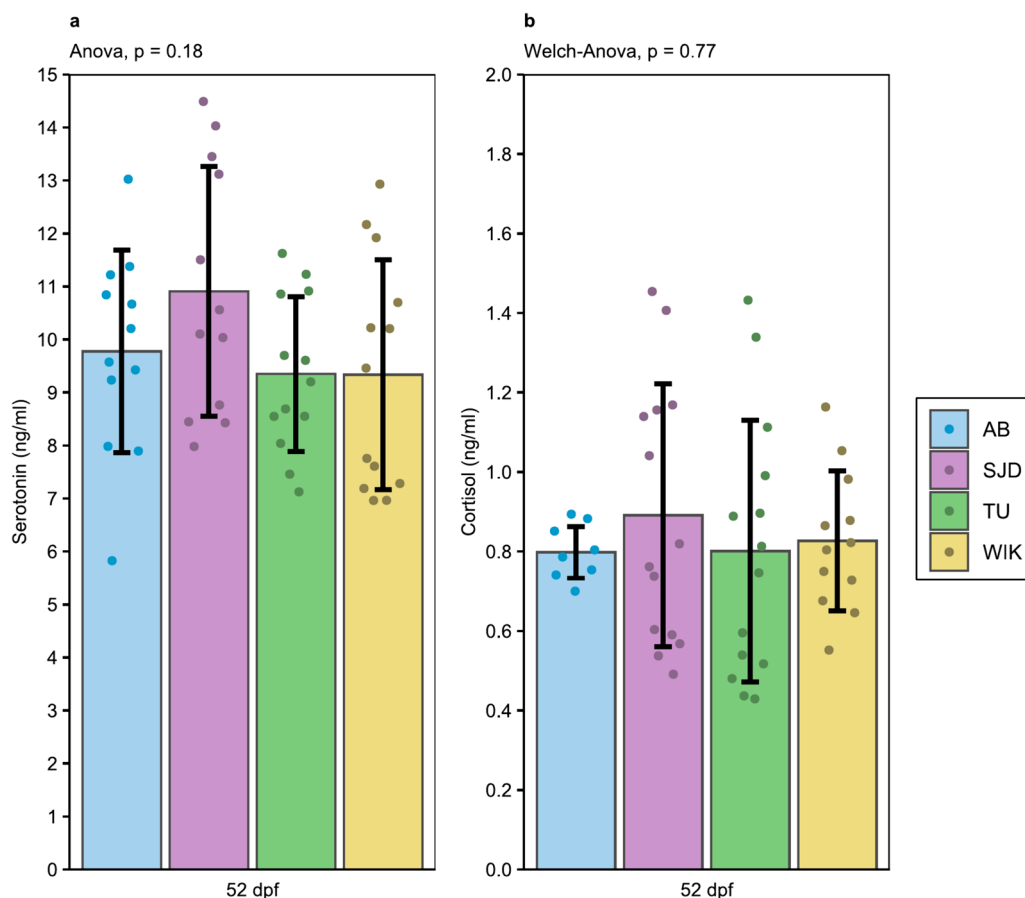 a
Anova, p = 0.18
Serotonin (ng/ml)
15
14
13
12
11
10
9
8
7
6
5
4
3
2
1
0
52 dpf
b
Welch-Anova, p = 0.77
Cortisol (ng/ml)
2.0
1.8
1.6
1.4
1.2
1.0
0.8
0.6
0.4
0.2
0.0
52 dpf
AB
SJD
TU
WIK